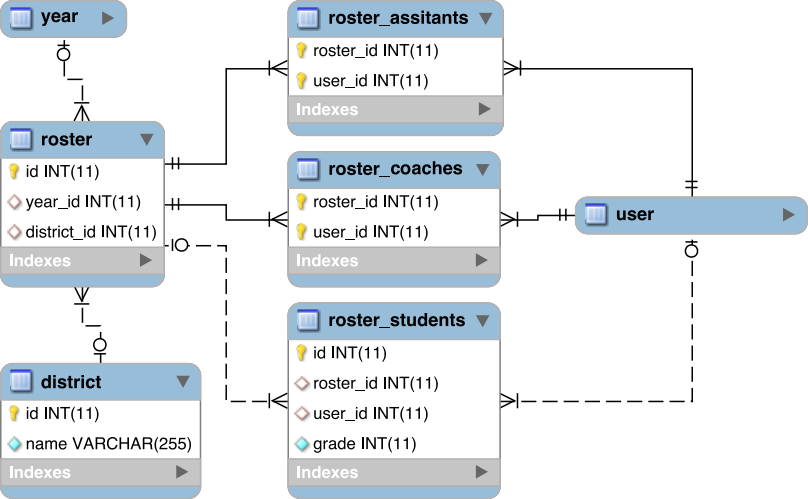 year
roster
id INT(11)
year_id INT(11)
district_id INT(11)
Indexes
district
id INT(11)
name VARCHAR(255)
Indexes
roster_assitants
roster_id INT(11)
user_id INT(11)
Indexes
roster_coaches
roster_id INT(11)
user_id INT(11)
Indexes
roster_students
id INT(11)
roster_id INT(11)
user_id INT(11)
grade INT(11)
Indexes
user